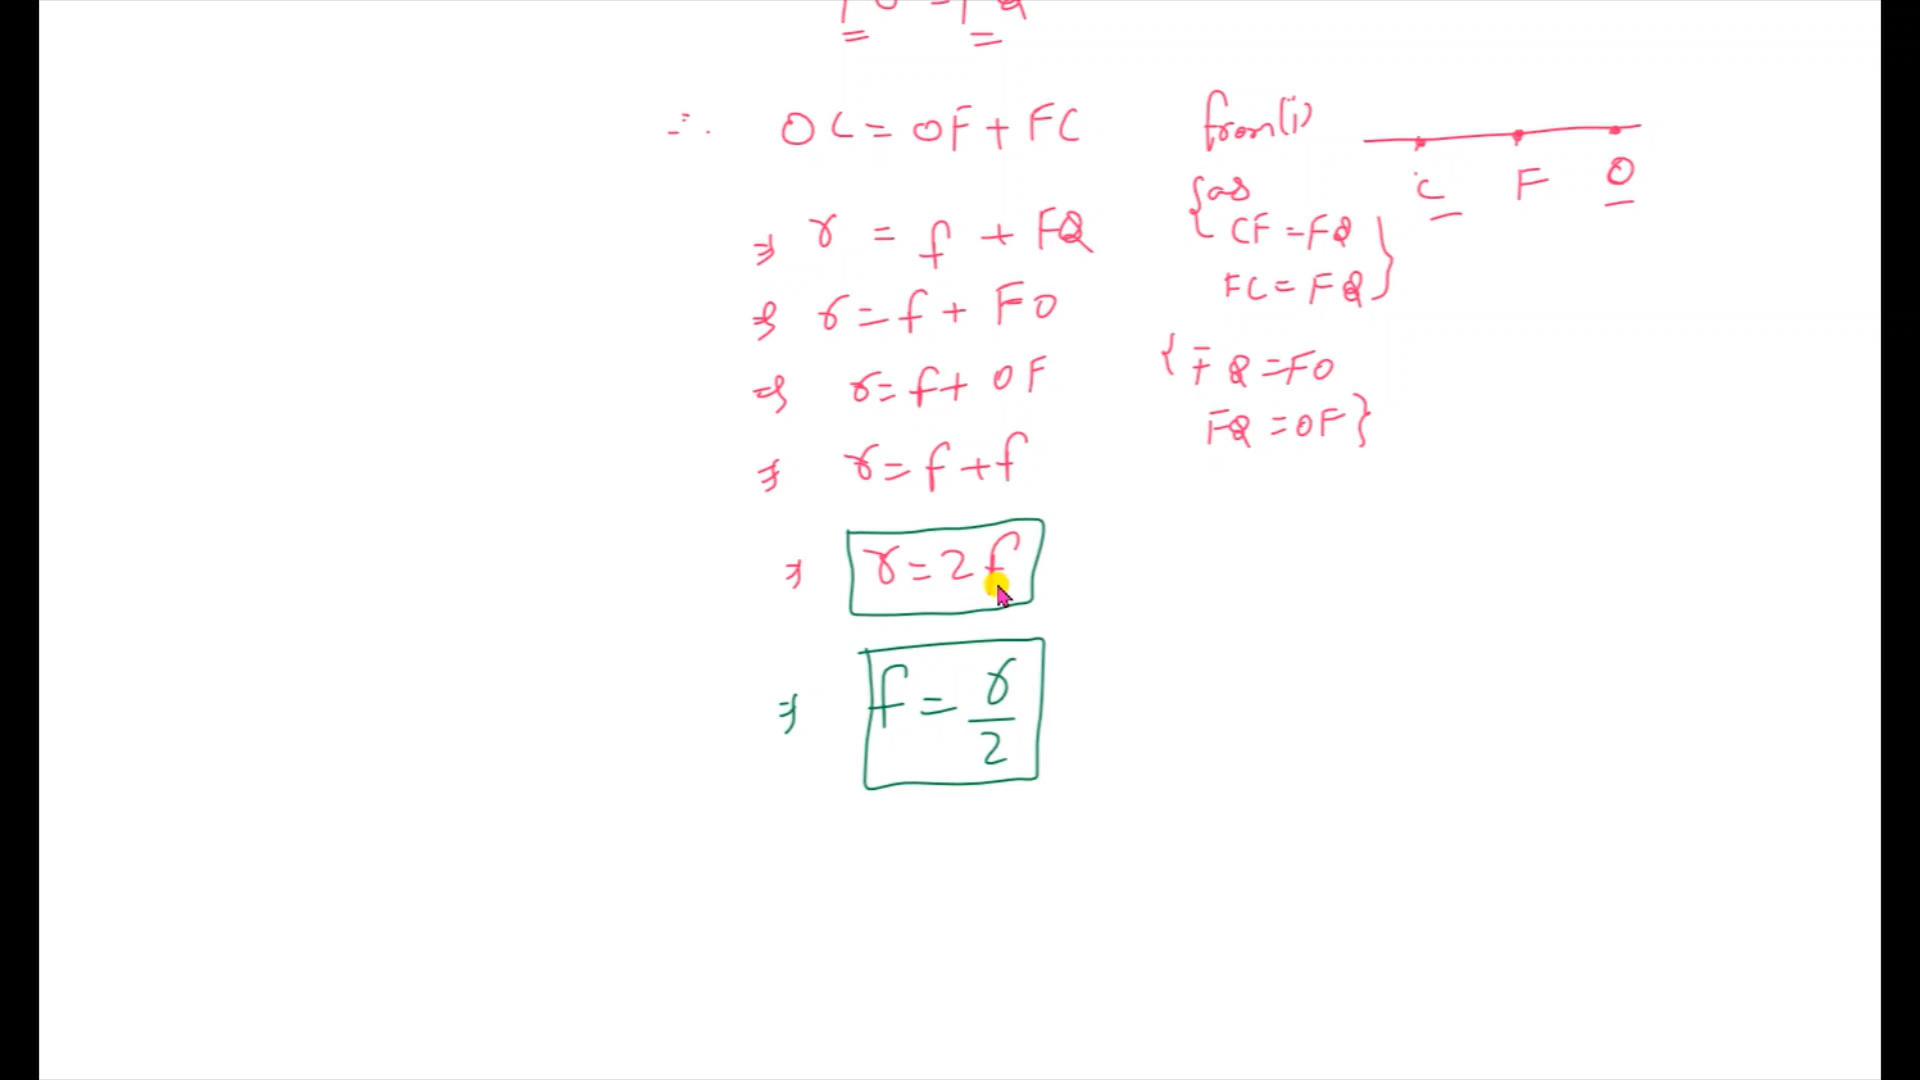 ∴ OC = OF + FC from (i)
C F O
{as
⇒ r = f + FQ { CF = FQ }
FC = FQ }
⇒ r = f + FO
{ FQ = FO
⇒ r = f + OF
FQ = OF }
⇒ r = f + f
⇒ r = 2f
⇒ f = r/2